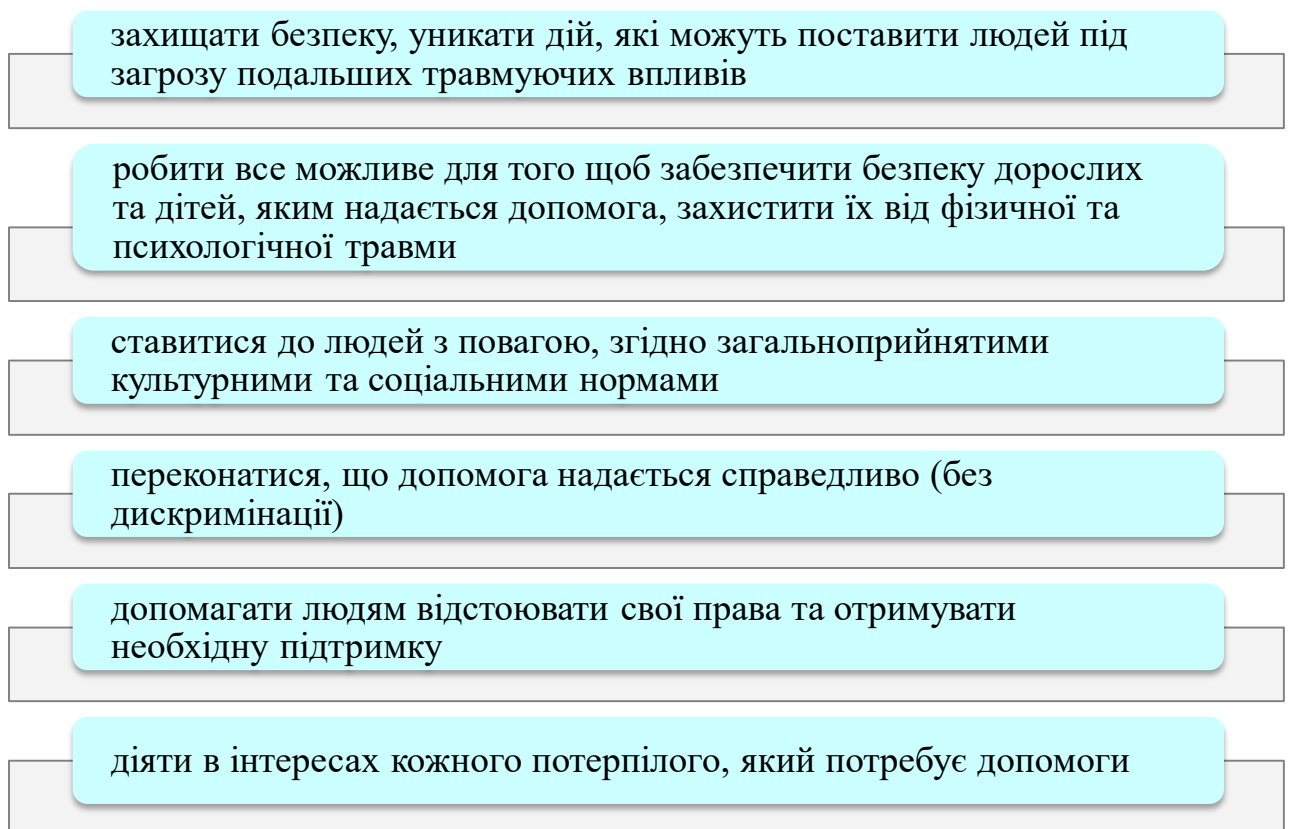 захищати безпеку, уникати дій, які можуть поставити людей під
загрозу подальших травмуючих впливів
робити все можливе для того щоб забезпечити безпеку дорослих
та дітей, яким надається допомога, захистити їх від фізичної та
психологічної травми
ставитися до людей з повагою, згідно загальноприйнятими
культурними та соціальними нормами
переконатися, що допомога надається справедливо (без
дискримінації)
допомагати людям відстоювати свої права та отримувати
необхідну підтримку
діяти в інтересах кожного потерпілого, який потребує допомоги